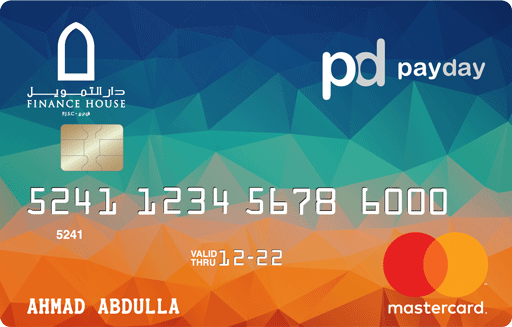 دار التمويل
FINANCE HOUSE
P.J.S.C - ش.م.ع
pd payday
5241 1234 5678 6000
5241
VALID THRU 12-22
AHMAD ABDULLA
mastercard.